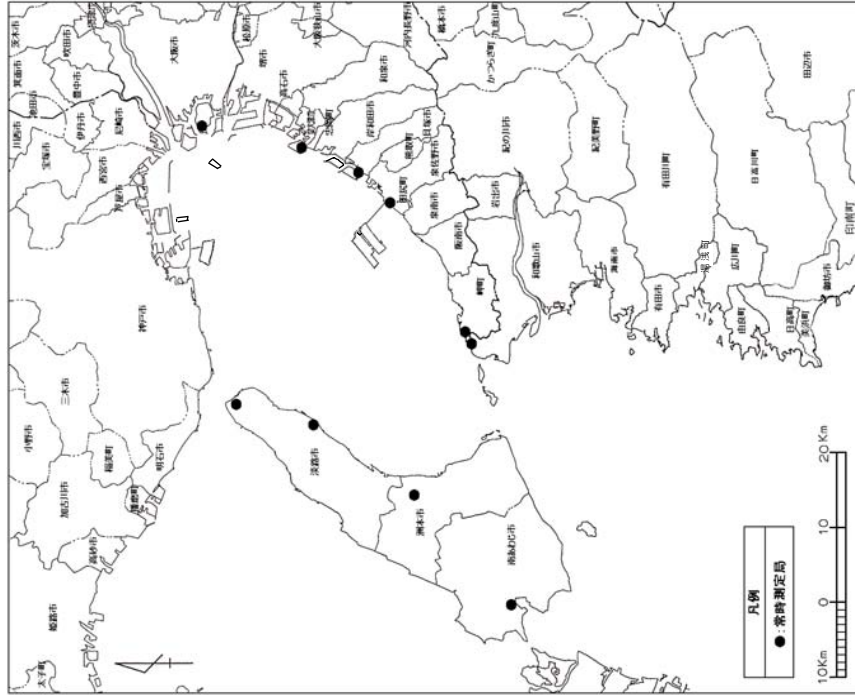 太子町
姫路市
高砂市
加古川市
播磨町
稲美町
明石市
小野市
三木市
神戸市
芦屋市
西宮市
宝塚市
川西市
伊丹市
尼崎市
池田市
豊中市
箕面市
吹田市
茨木市
大阪市
松原市
堺市
高石市
和泉市
岸和田市
貝塚市
熊取町
泉佐野市
田尻町
泉南市
阪南市
岬町
河内長野市
橋本市
九度山町
かつらぎ町
紀の川市
岩出市
和歌山市
紀美野町
海南市
有田川町
有田市
湯浅町
広川町
由良町
日高川町
日高町
美浜町
御坊市
印南町
田辺市
淡路市
洲本市
南あわじ市
凡例
●:常時測定局
10Km 0 10 20Km